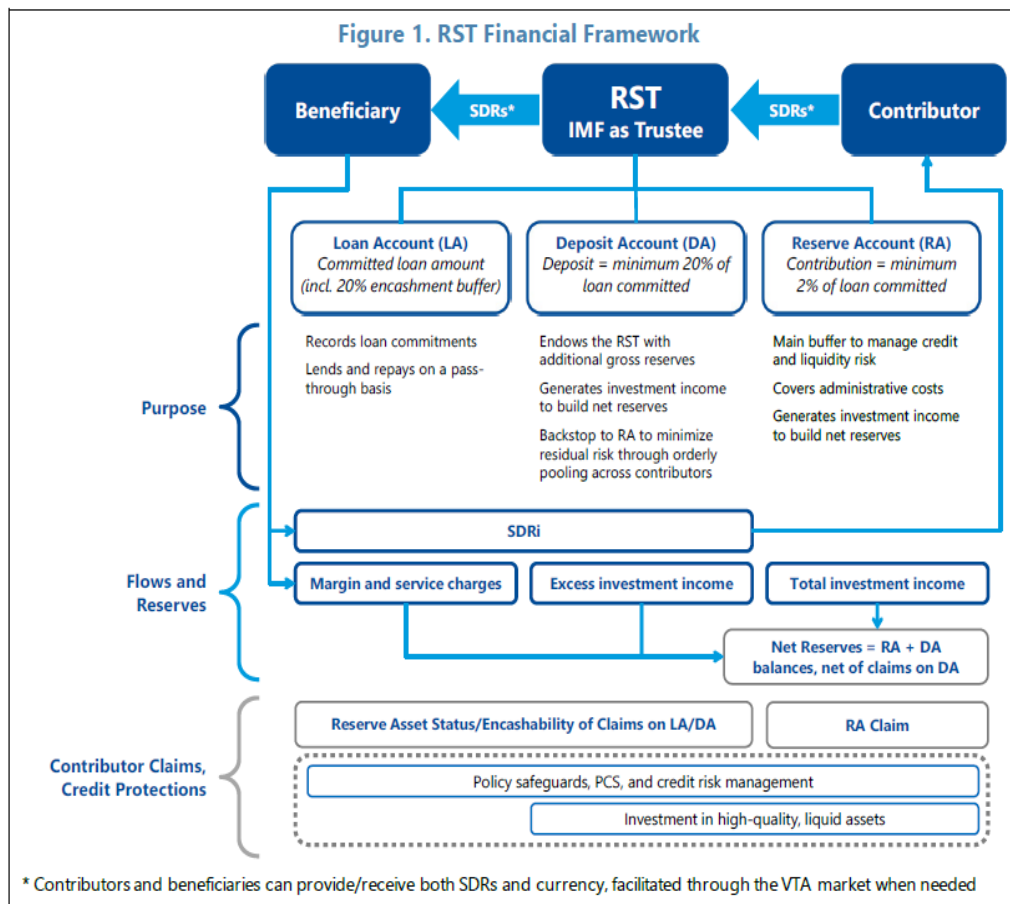 Figure 1. RST Financial Framework
Beneficiary
SDRs*
RST
IMF as Trustee
SDRs*
Contributor
Loan Account (LA)
Committed loan amount
(incl. 20% encashment buffer)
Deposit Account (DA)
Deposit = minimum 20% of
loan committed
Reserve Account (RA)
Contribution = minimum
2% of loan committed
Purpose
Records loan commitments
Lends and repays on a pass-
through basis
Endows the RST with
additional gross reserves
Generates investment income
to build net reserves
Backstop to RA to minimize
residual risk through orderly
pooling across contributors
Main buffer to manage credit
and liquidity risk
Covers administrative costs
Generates investment income
to build net reserves
Flows and
Reserves
SDRi
Margin and service charges
Excess investment income
Total investment income
Net Reserves = RA + DA
balances, net of claims on DA
Contributor Claims,
Credit Protections
Reserve Asset Status/Encashability of Claims on LA/DA
RA Claim
Policy safeguards, PCS, and credit risk management
Investment in high-quality, liquid assets
* Contributors and beneficiaries can provide/receive both SDRs and currency, facilitated through the VTA market when needed